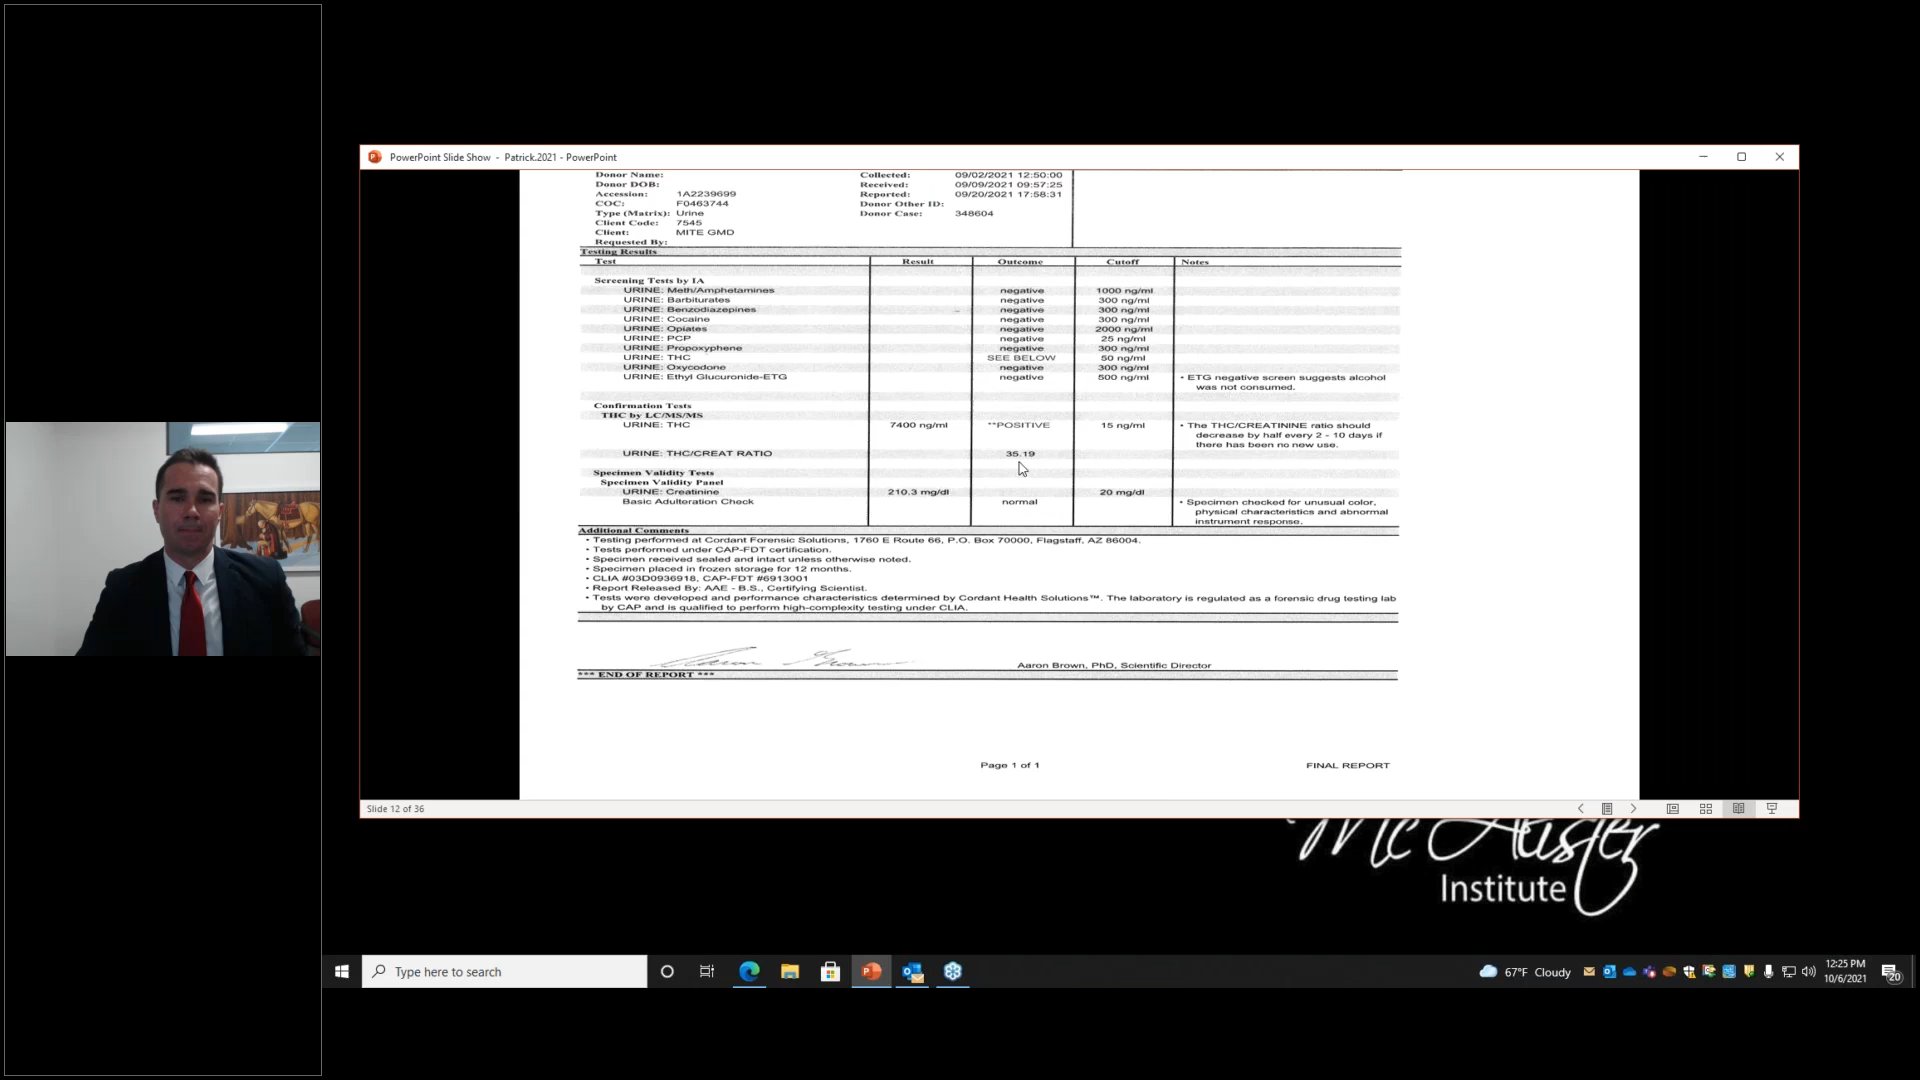 PowerPoint Slide Show - Patrick.2021 - PowerPoint
Donor Name: Collected: 09/02/2021 12:50:00
Donor DOB: Received: 09/09/2021 09:57:25
Accession: 1A2239699 Reported: 09/20/2021 17:58:31
COC: F0463744 Donor Other ID:
Type (Matrix): Urine Donor Case: 348604
Client Code: 7545
Client: MITE GMD
Requested By:
Testing Results
Test Result Outcome Cutoff Notes
Screening Tests by IA
URINE: Meth/Amphetamines negative 1000 ng/ml
URINE: Barbiturates negative 300 ng/ml
URINE: Benzodiazepines negative 300 ng/ml
URINE: Cocaine negative 300 ng/ml
URINE: Opiates negative 2000 ng/ml
URINE: PCP negative 25 ng/ml
URINE: Propoxyphene negative 300 ng/ml
URINE: THC SEE BELOW 50 ng/ml
URINE: Oxycodone negative 300 ng/ml
URINE: Ethyl Glucuronide-ETG negative 500 ng/ml • ETG negative screen suggests alcohol
was not consumed.
Confirmation Tests
THC by LC/MS/MS
URINE: THC 7400 ng/ml **POSITIVE 15 ng/ml • The THC/CREATININE ratio should
decrease by half every 2 - 10 days if
there has been no new use.
URINE: THC/CREAT RATIO 35.19
Specimen Validity Tests
Specimen Validity Panel
URINE: Creatinine 210.3 mg/dl 20 mg/dl
Basic Adulteration Check normal • Specimen checked for unusual color,
physical characteristics and abnormal
instrument response.
Additional Comments
• Testing performed at Cordant Forensic Solutions, 1760 E Route 66, P.O. Box 70000, Flagstaff, AZ 86004.
• Tests performed under CAP-FDT certification.
• Specimen received sealed and intact unless otherwise noted.
• Specimen placed in frozen storage for 12 months.
• CLIA #03D0936918, CAP-FDT #6913001
• Report Released By: AAE - B.S., Certifying Scientist.
• Tests were developed and performance characteristics determined by Cordant Health Solutions™. The laboratory is regulated as a forensic drug testing lab
by CAP and is qualified to perform high-complexity testing under CLIA.
Aaron Brown, PhD, Scientific Director
*** END OF REPORT ***
Page 1 of 1 FINAL REPORT
Slide 12 of 36
McAlister
Institute
Type here to search
67°F Cloudy
12:25 PM
10/6/2021
20